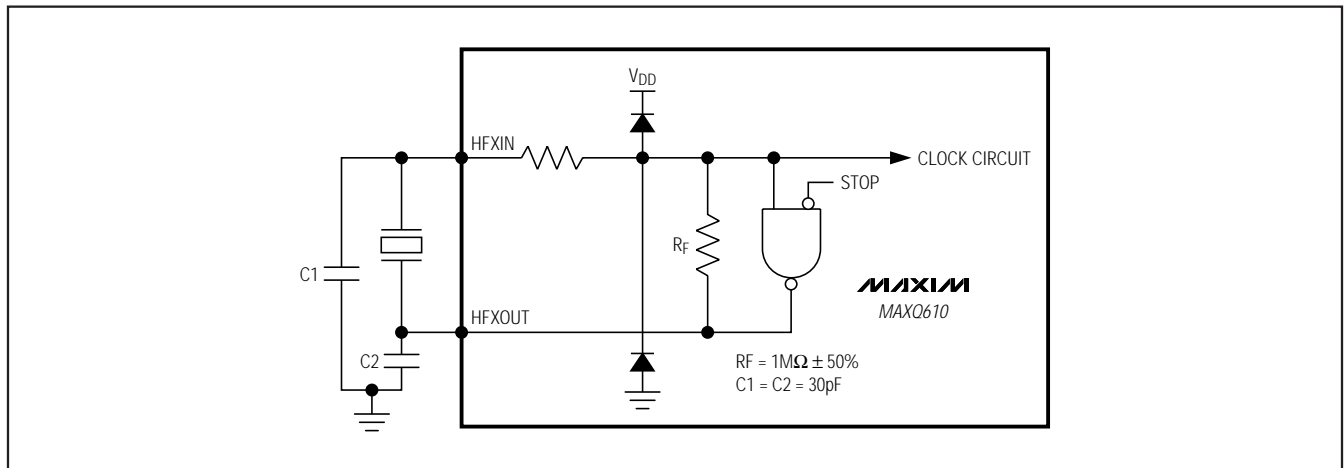 VDD
HFXIN
CLOCK CIRCUIT
STOP
RF
C1
MAXIM
MAXQ610
HFXOUT
C2
RF = 1MΩ ± 50%
C1 = C2 = 30pF